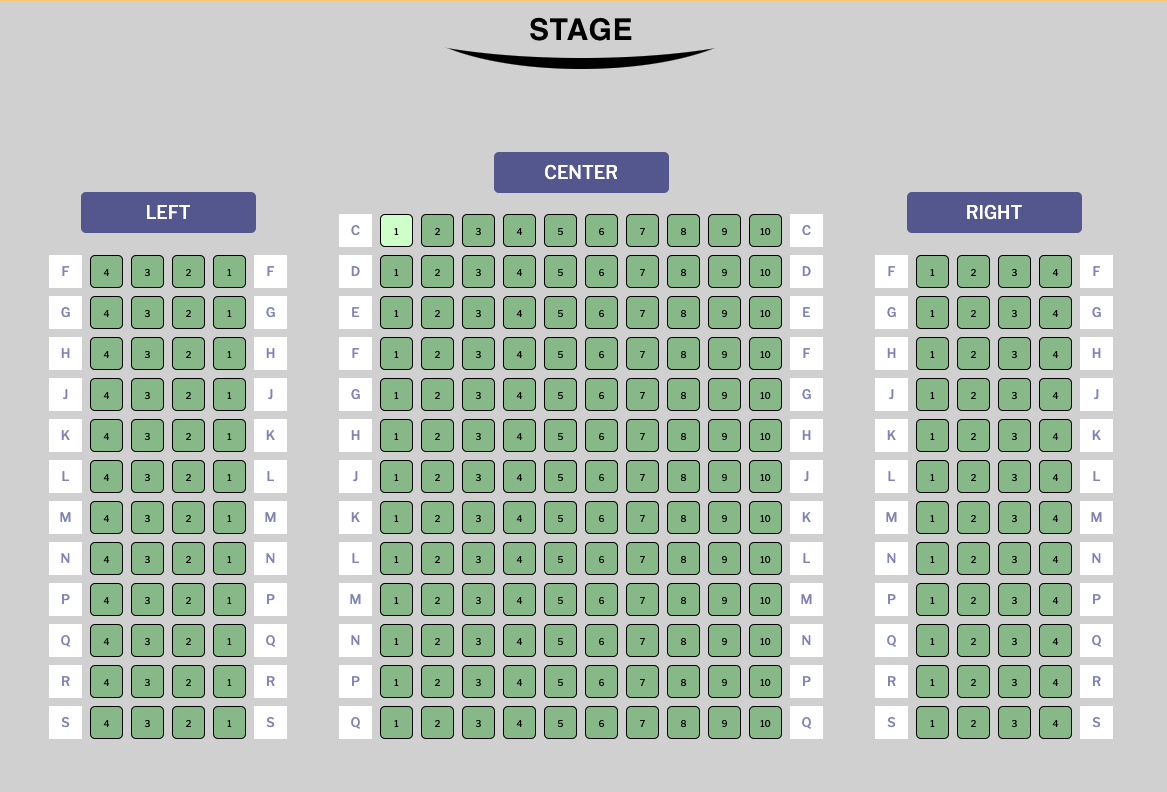 STAGE
CENTER
LEFT
RIGHT
C 1 2 3 4 5 6 7 8 9 10 C
F 4 3 2 1 F D 1 2 3 4 5 6 7 8 9 10 D F 1 2 3 4 F
G 4 3 2 1 G E 1 2 3 4 5 6 7 8 9 10 E G 1 2 3 4 G
H 4 3 2 1 H F 1 2 3 4 5 6 7 8 9 10 F H 1 2 3 4 H
J 4 3 2 1 J G 1 2 3 4 5 6 7 8 9 10 G J 1 2 3 4 J
K 4 3 2 1 K H 1 2 3 4 5 6 7 8 9 10 H K 1 2 3 4 K
L 4 3 2 1 L J 1 2 3 4 5 6 7 8 9 10 J L 1 2 3 4 L
M 4 3 2 1 M K 1 2 3 4 5 6 7 8 9 10 K M 1 2 3 4 M
N 4 3 2 1 N L 1 2 3 4 5 6 7 8 9 10 L N 1 2 3 4 N
P 4 3 2 1 P M 1 2 3 4 5 6 7 8 9 10 M P 1 2 3 4 P
Q 4 3 2 1 Q N 1 2 3 4 5 6 7 8 9 10 N Q 1 2 3 4 Q
R 4 3 2 1 R P 1 2 3 4 5 6 7 8 9 10 P R 1 2 3 4 R
S 4 3 2 1 S Q 1 2 3 4 5 6 7 8 9 10 Q S 1 2 3 4 S